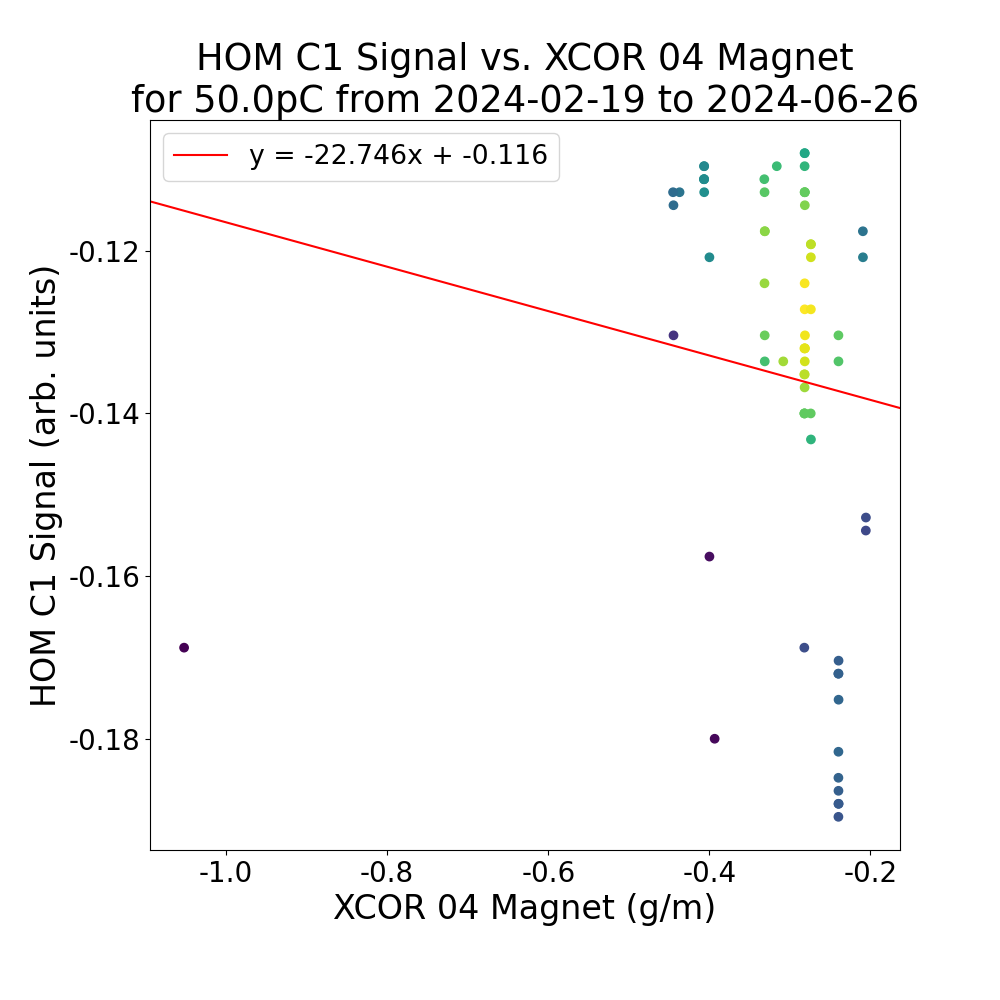 HOM C1 Signal vs. XCOR 04 Magnet
for 50.0pC from 2024-02-19 to 2024-06-26
y = -22.746x + -0.116
HOM C1 Signal (arb. units)
-0.12
-0.14
-0.16
-0.18
-1.0
-0.8
-0.6
-0.4
-0.2
XCOR 04 Magnet (g/m)